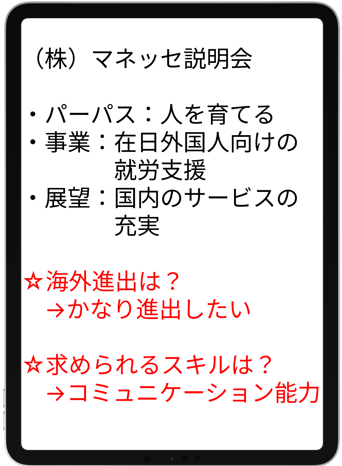 （株）マネッセ説明会
・パーパス：人を育てる
・事業：在日外国人向けの
就労支援
・展望：国内のサービスの
充実
☆海外進出は？
→かなり進出したい
☆求められるスキルは？
→コミュニケーション能力